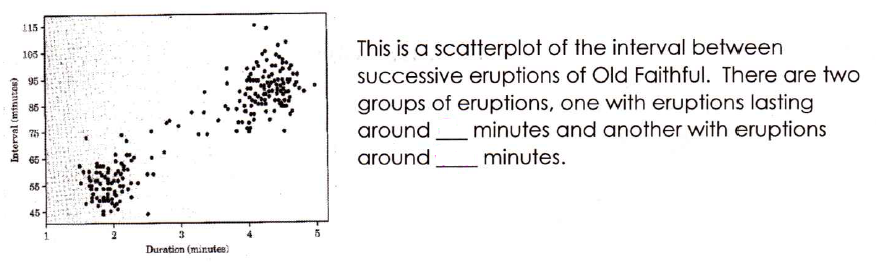 115
105
95
85
75
65
55
45
Interval (minutes)
1 2 3 4 5
Duration (minutes)
This is a scatterplot of the interval between
successive eruptions of Old Faithful. There are two
groups of eruptions, one with eruptions lasting
around ___ minutes and another with eruptions
around ____ minutes.